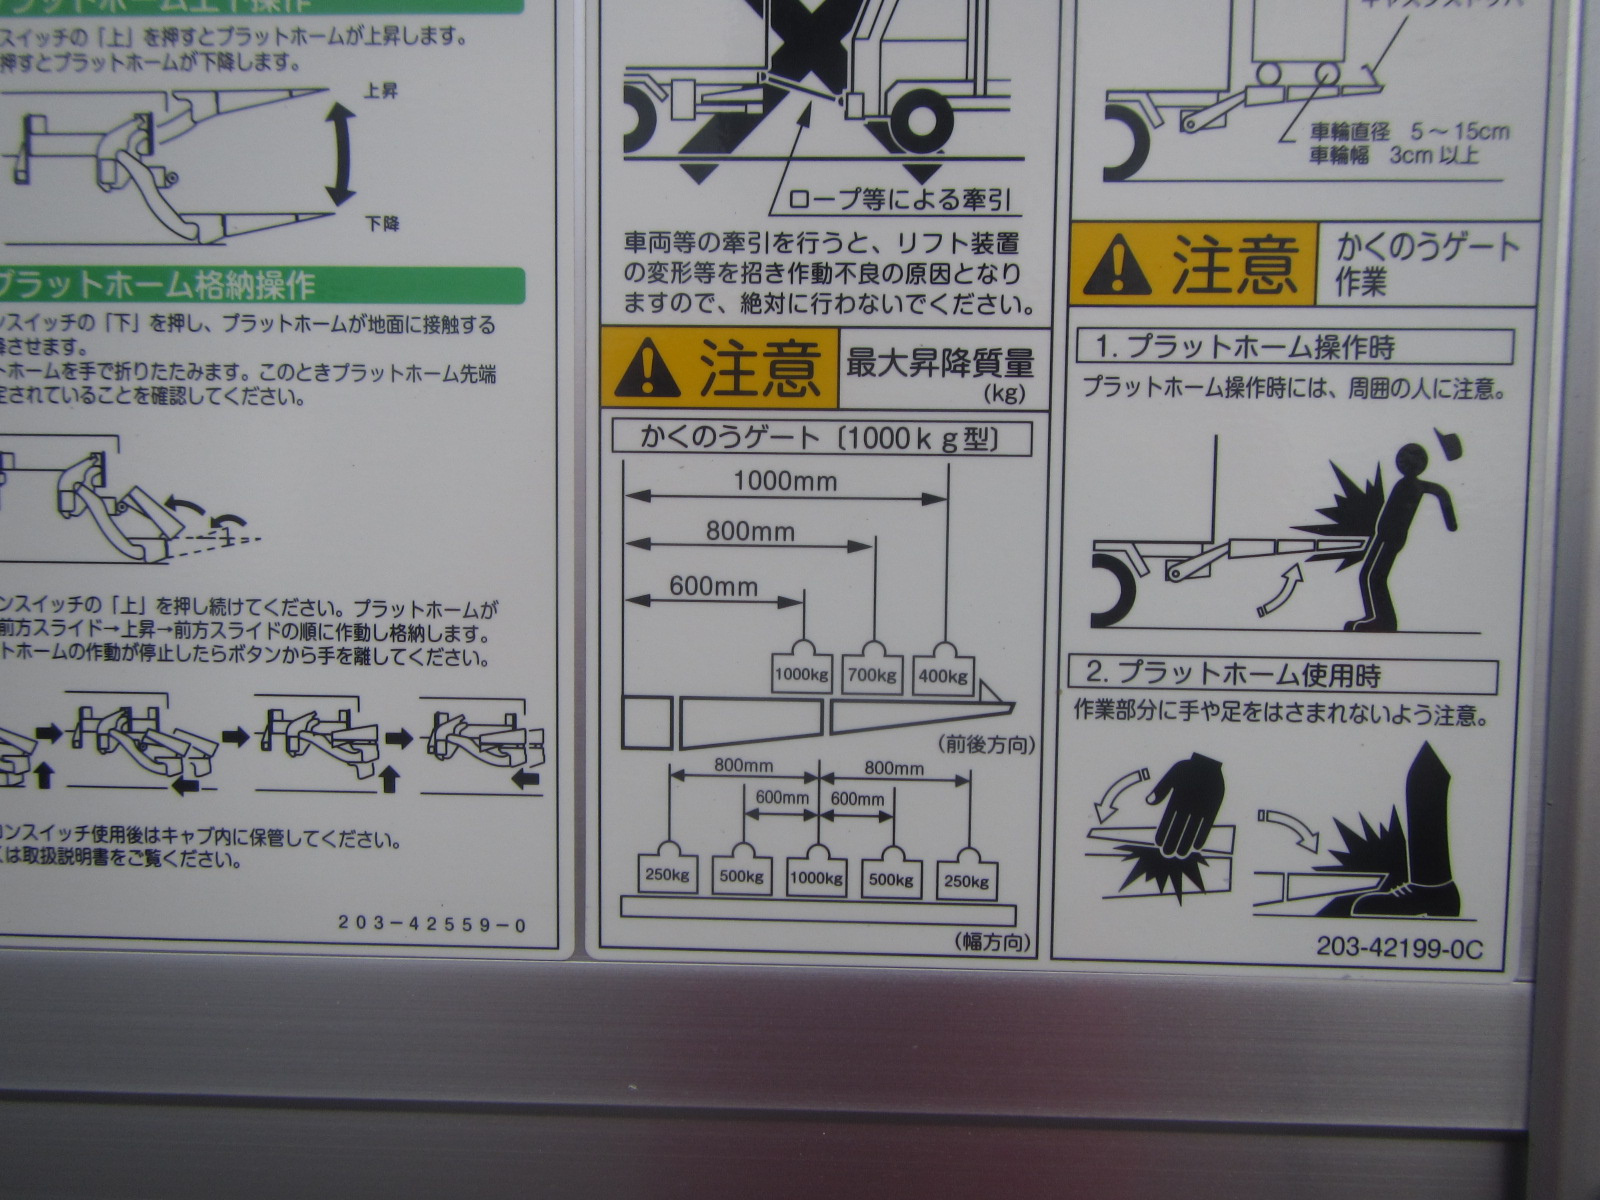 ラットホーム上下操作
スイッチの「上」を押すとプラットホームが上昇します。
押すとプラットホームが下降します。
上昇
下降
プラットホーム格納操作
スイッチの「下」を押し、プラットホームが地面に接触する
させます。
ホームを手で折りたたみます。このときプラットホーム先端
されていることを確認してください。
ンスイッチの「上」を押し続けてください。プラットホームが
前方スライド→上昇→前方スライドの順に作動し格納します。
トホームの作動が停止したらボタンから手を離してください。
ンスイッチ使用後はキャブ内に保管してください。
は取扱説明書をご覧ください。
203-42559-0
ロープ等による牽引
車両等の牽引を行うと、リフト装置
の変形等を招き作動不良の原因となり
ますので、絶対に行わないでください。
注意
最大昇降質量
(kg)
かくのうゲート〔1000kg型〕
1000mm
800mm
600mm
1000kg 700kg 400kg
(前後方向)
800mm 800mm
600mm 600mm
250kg 500kg 1000kg 500kg 250kg
(幅方向)
キャスタストッパ
車輪直径 5～15cm
車輪幅 3cm以上
注意
かくのうゲート
作業
1. プラットホーム操作時
プラットホーム操作時には、周囲の人に注意。
2. プラットホーム使用時
作業部分に手や足をはさまれないよう注意。
203-42199-0C